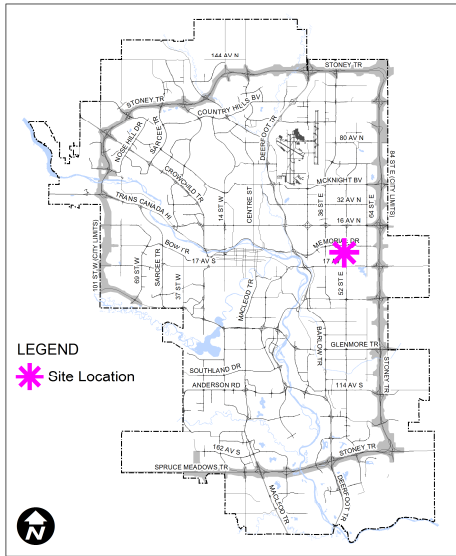 144 AV N
STONEY TR
STONEY TR
COUNTRY HILLS BV
NOSE HILL DR
SARCEE TR
DEERFOOT TR
80 AV N
CROWCHILD TR
14 ST W
CENTRE ST
MCKNIGHT BV
36 ST E
32 AV N
16 AV N
64 ST E
84 ST E (CITY LIMITS)
TRANS CANADA HI
MEMORIAL DR
17 A
BOW TR
17 AV S
101 ST W (CITY LIMITS)
69 ST W
SARCEE TR
37 ST W
52 ST E
MACLEOD TR
BARLOW TR
GLENMORE TR
STONEY TR
LEGEND
Site Location
SOUTHLAND DR
ANDERSON RD
114 AV S
162 AV S
STONEY TR
SPRUCE MEADOWS TR
MACLEOD TR
DEERFOOT TR
N